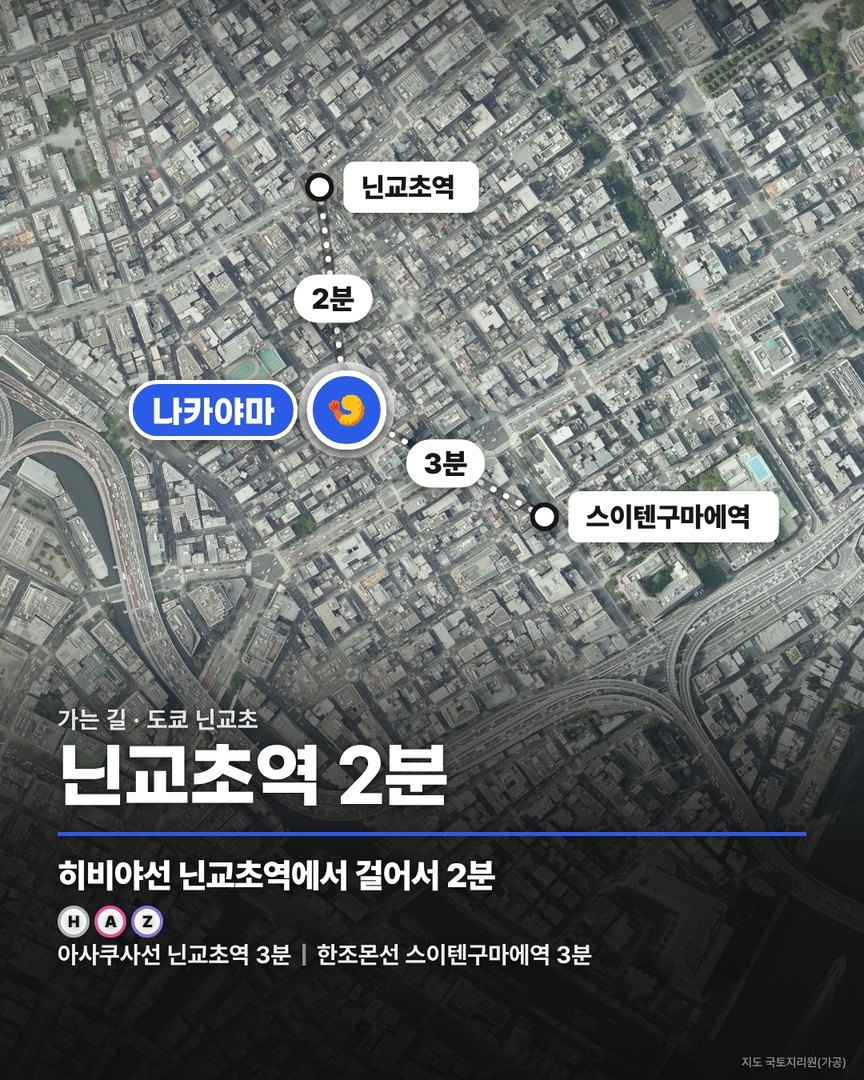 닌교초역
2분
나카야마
3분
스이텐구마에역
가는 길 · 도쿄 닌교초
닌교초역 2분
히비야선 닌교초역에서 걸어서 2분
H A Z
아사쿠사선 닌교초역 3분 | 한조몬선 스이텐구마에역 3분
지도 국토지리원(가공)